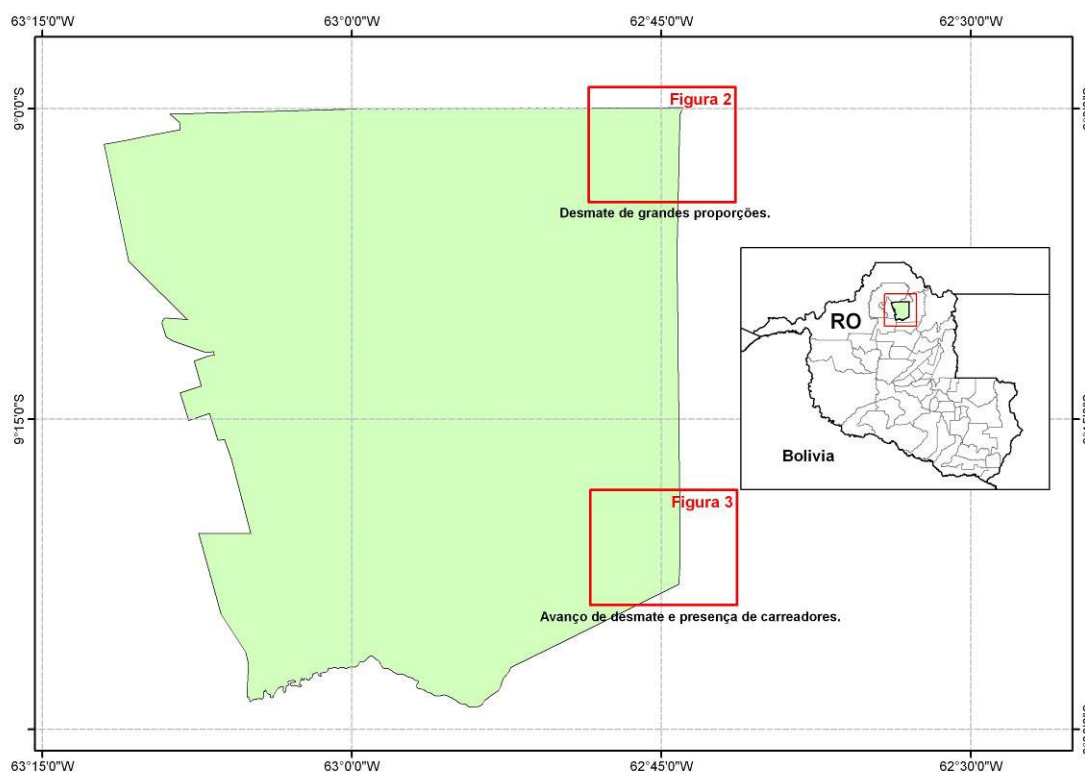 63°15'0"W 63°0'0"W 62°45'0"W 62°30'0"W
9°0'0"S
Figura 2
Desmate de grandes proporções.
RO
Bolivia
9°15'0"S
Figura 3
Avanço de desmate e presença de carreadores.
63°15'0"W 63°0'0"W 62°45'0"W 62°30'0"W